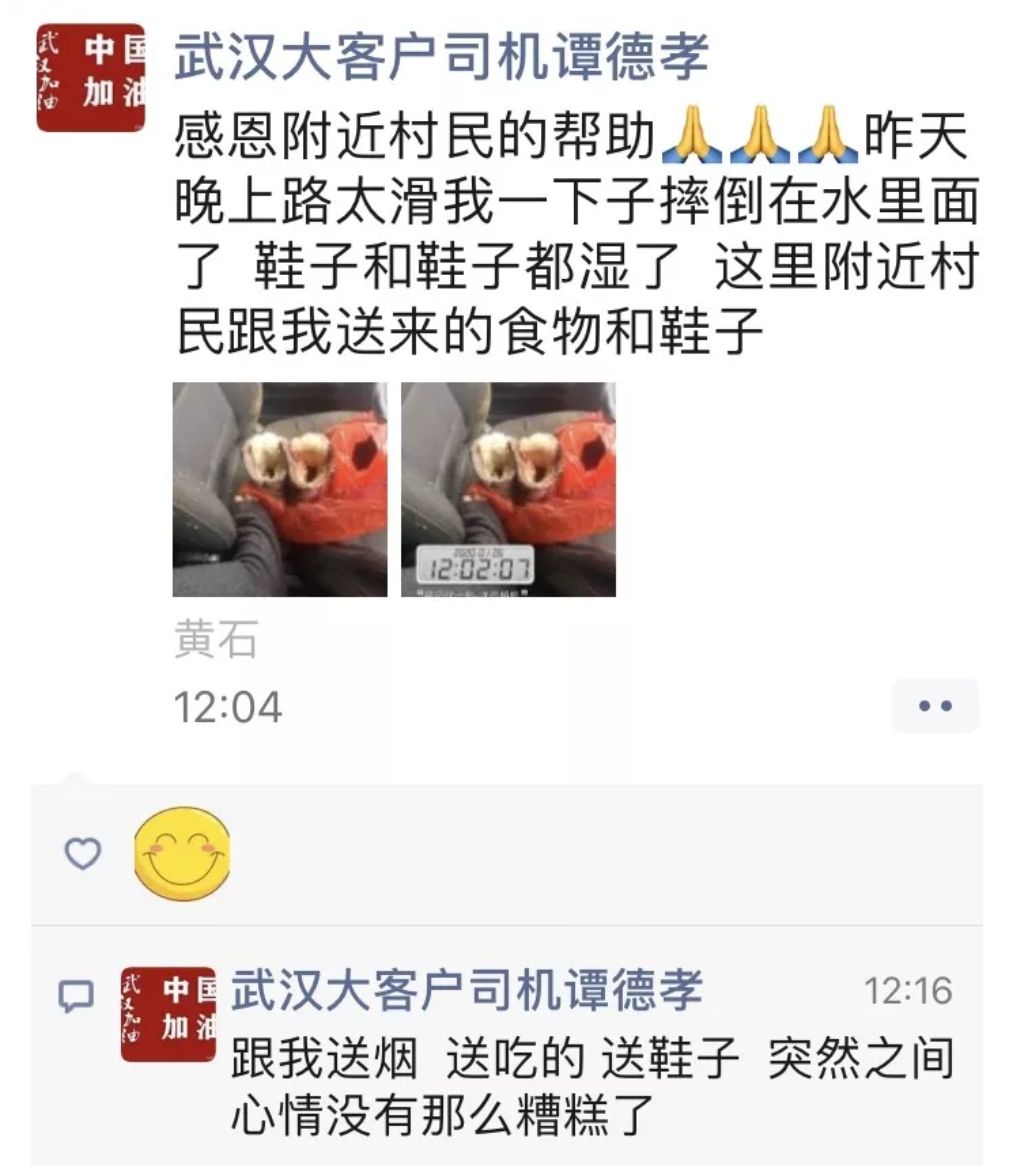 武汉加油
中国
加油
武汉大客户司机谭德孝
感恩附近村民的帮助🙏🙏🙏昨天
晚上路太滑我一下子摔倒在水里面
了 鞋子和鞋子都湿了 这里附近村
民跟我送来的食物和鞋子
12:02:07
黄石
12:04
武汉加油
中国
加油
武汉大客户司机谭德孝
12:16
跟我送烟 送吃的 送鞋子 突然之间
心情没有那么糟糕了